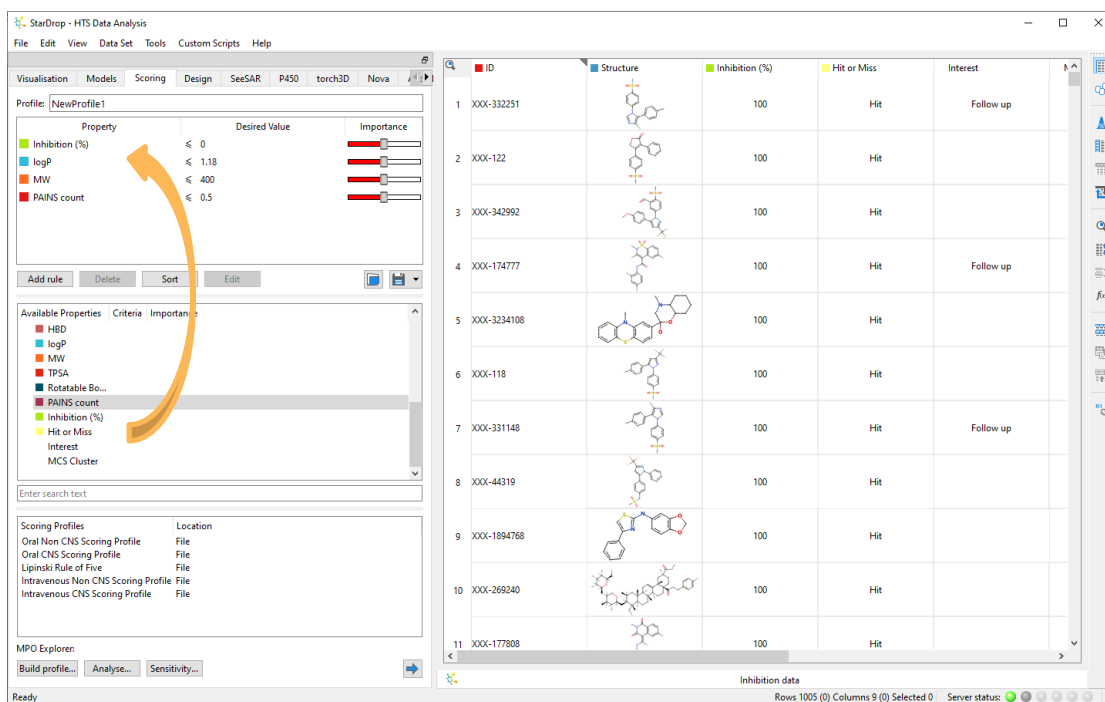 StarDrop - HTS Data Analysis
File Edit View Data Set Tools Custom Scripts Help
Visualisation Models Scoring Design SeeSAR P450 torch3D Nova
Profile: NewProfile1
Property Desired Value Importance
Inhibition (%) ≤ 0
logP ≤ 1.18
MW ≤ 400
PAINS count ≤ 0.5
Add rule Delete Sort Edit
Available Properties Criteria Importance
HBD
logP
MW
TPSA
Rotatable Bo...
PAINS count
Inhibition (%)
Hit or Miss
Interest
MCS Cluster
Enter search text
Scoring Profiles Location
Oral Non CNS Scoring Profile File
Oral CNS Scoring Profile File
Lipinski Rule of Five File
Intravenous Non CNS Scoring Profile File
Intravenous CNS Scoring Profile File
MPO Explorer:
Build profile... Analyse... Sensitivity...
ID Structure Inhibition (%) Hit or Miss Interest
1 XXX-332251 100 Hit Follow up
2 XXX-122 100 Hit
3 XXX-342992 100 Hit
4 XXX-174777 100 Hit Follow up
5 XXX-3234108 100 Hit
6 XXX-118 100 Hit
7 XXX-331148 100 Hit Follow up
8 XXX-44319 100 Hit
9 XXX-1894768 100 Hit
10 XXX-269240 100 Hit
11 XXX-177808 100 Hit
Inhibition data
Ready Rows 1005 (0) Columns 9 (0) Selected 0 Server status: